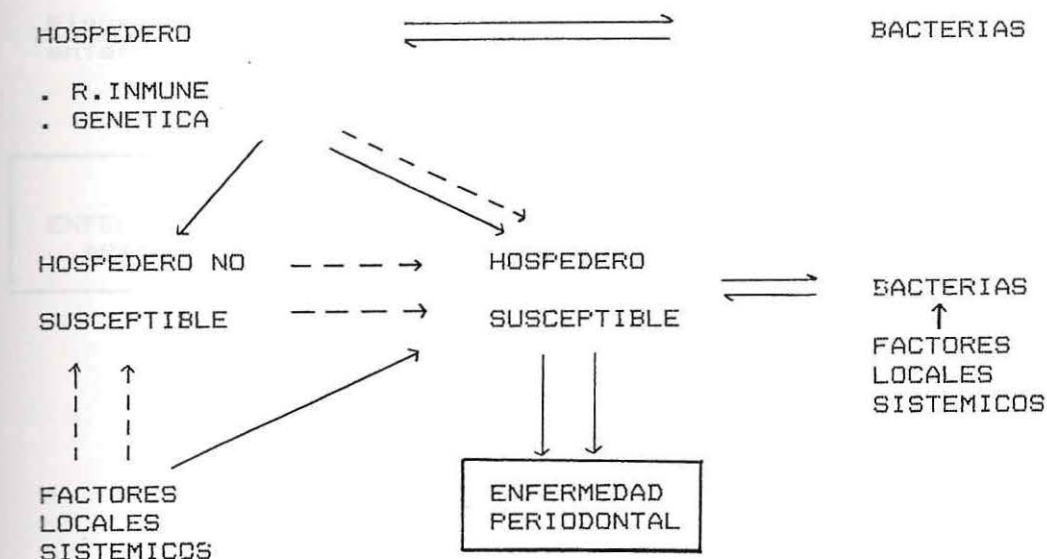 HOSPEDERO
BACTERIAS
. R.INMUNE
. GENETICA
HOSPEDERO NO
SUSCEPTIBLE
HOSPEDERO
SUSCEPTIBLE
BACTERIAS
FACTORES
LOCALES
SISTEMICOS
FACTORES
LOCALES
SISTEMICOS
ENFERMEDAD
PERIODONTAL